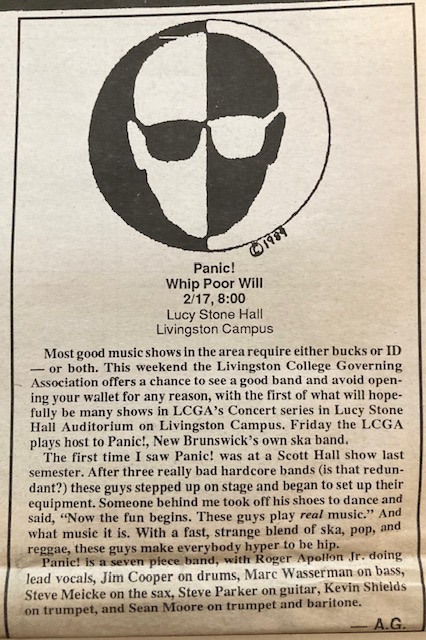 © 1989
Panic!
Whip Poor Will
2/17, 8:00
Lucy Stone Hall
Livingston Campus
Most good music shows in the area require either bucks or ID
— or both. This weekend the Livingston College Governing
Association offers a chance to see a good band and avoid open-
ing your wallet for any reason, with the first of what will hope-
fully be many shows in LCGA's Concert series in Lucy Stone
Hall Auditorium on Livingston Campus. Friday the LCGA
plays host to Panic!, New Brunswick's own ska band.
The first time I saw Panic! was at a Scott Hall show last
semester. After three really bad hardcore bands (is that redun-
dant?) these guys stepped up on stage and began to set up their
equipment. Someone behind me took off his shoes to dance and
said, “Now the fun begins. These guys play real music.” And
what music it is. With a fast, strange blend of ska, pop, and
reggae, these guys make everybody hyper to be hip.
Panic! is a seven piece band, with Roger Apollon Jr. doing
lead vocals, Jim Cooper on drums, Marc Wasserman on bass,
Steve Meicke on the sax, Steve Parker on guitar, Kevin Shields
on trumpet, and Sean Moore on trumpet and baritone.
— A.G.